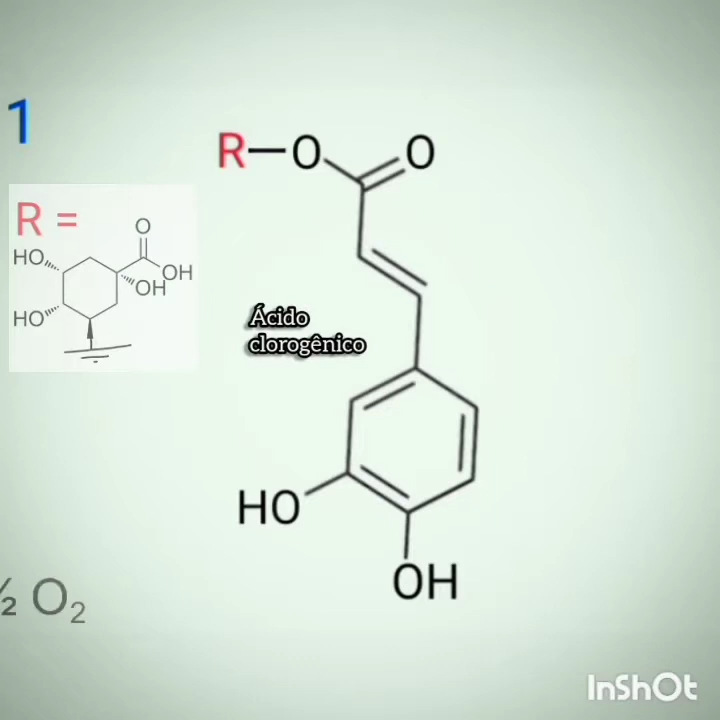 1
R—O O
R =
O
HO
OH
OH
HO
Ácido
clorogênico
HO
OH
½ O₂
InShOt